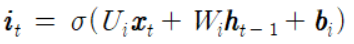 i_t = σ(U_i x_t + W_i h_{t-1} + b_i)